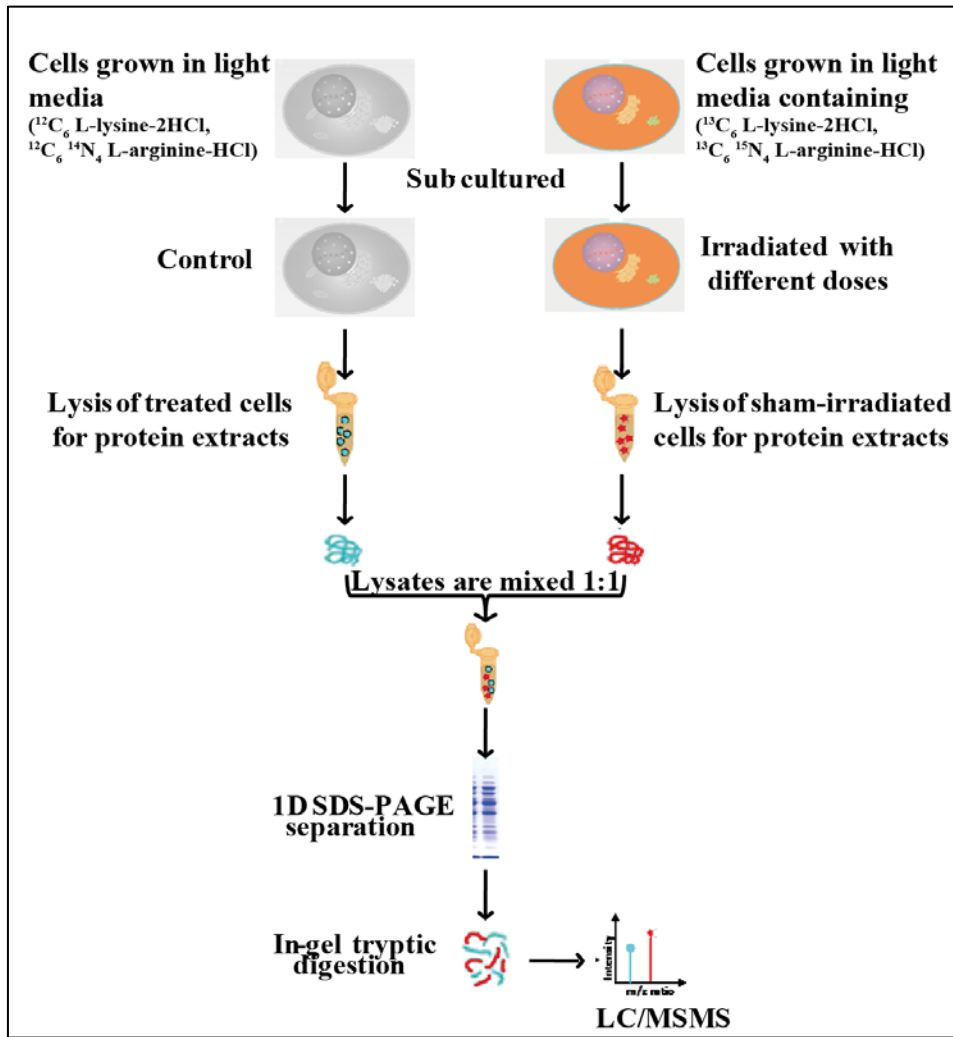 Cells grown in light
media
(¹²C₆ L-lysine-2HCl,
¹²C₆ ¹⁴N₄ L-arginine-HCl)
Cells grown in light
media containing
(¹³C₆ L-lysine-2HCl,
¹³C₆ ¹⁵N₄ L-arginine-HCl)
Sub cultured
Control
Irradiated with
different doses
Lysis of treated cells
for protein extracts
Lysis of sham-irradiated
cells for protein extracts
Lysates are mixed 1:1
1D SDS-PAGE
separation
In-gel tryptic
digestion
Intensity
m/z ratio
LC/MSMS